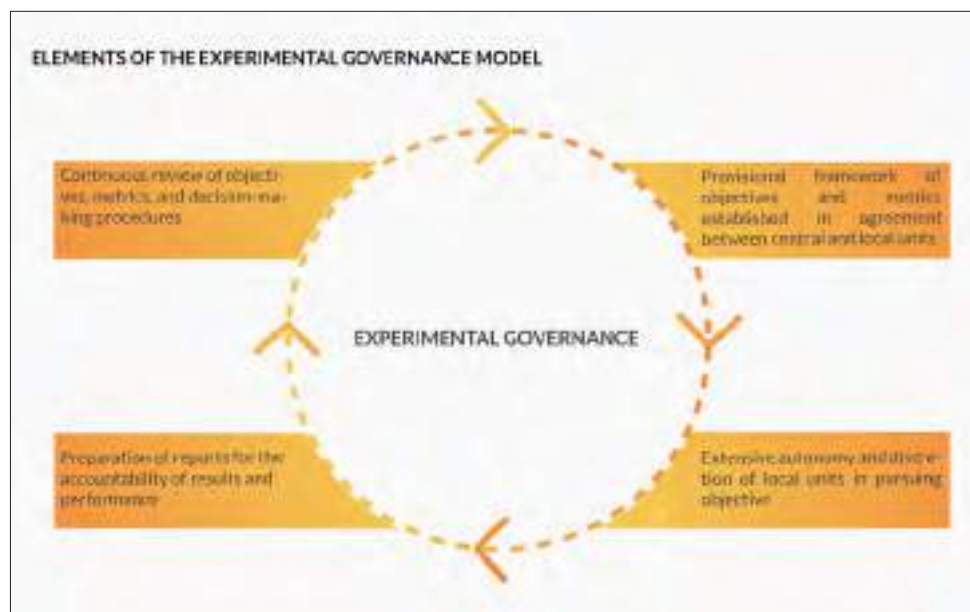 ELEMENTS OF THE EXPERIMENTAL GOVERNANCE MODEL
Continuous review of objecti-
ves, metrics, and decision-ma-
king procedures
Provisional framework of
objectives and metrics
established in agreement
between central and local units
EXPERIMENTAL GOVERNANCE
Preparation of reports for the
accountability of results and
performance
Extensive autonomy and discre-
tion of local units in pursuing
objective